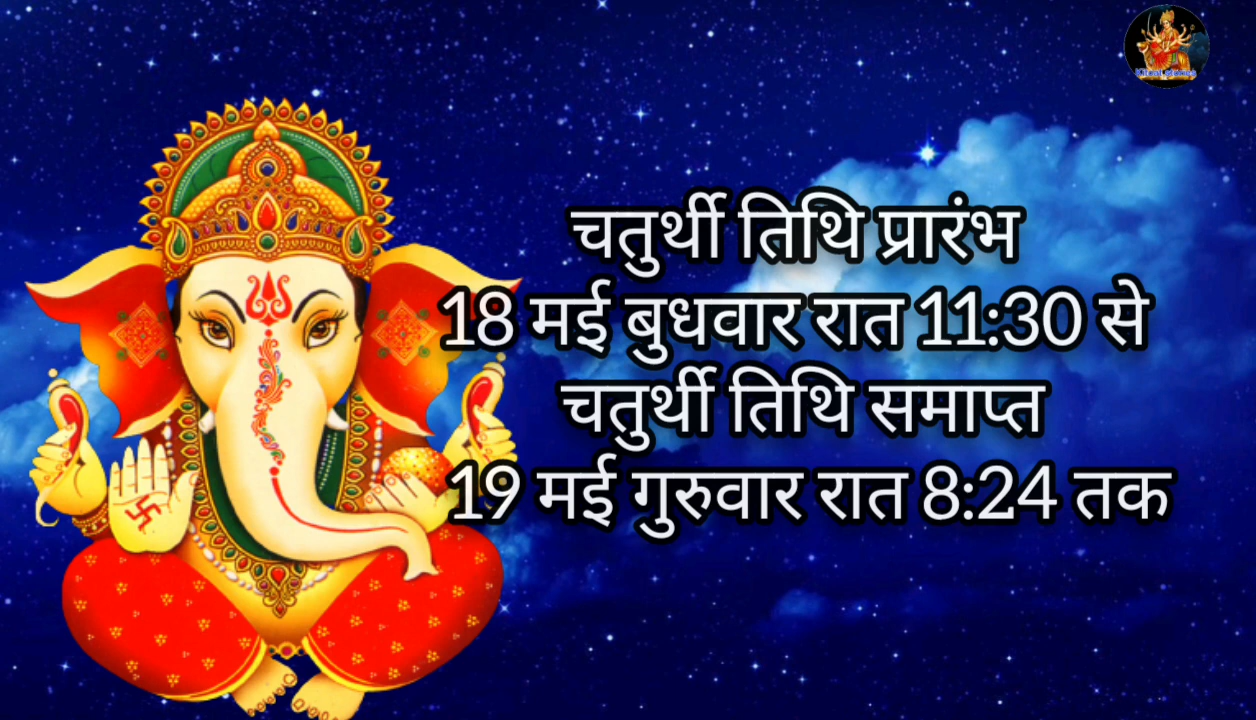 चतुर्थी तिथि प्रारंभ
18 मई बुधवार रात 11:30 से
चतुर्थी तिथि समाप्त
19 मई गुरुवार रात 8:24 तक